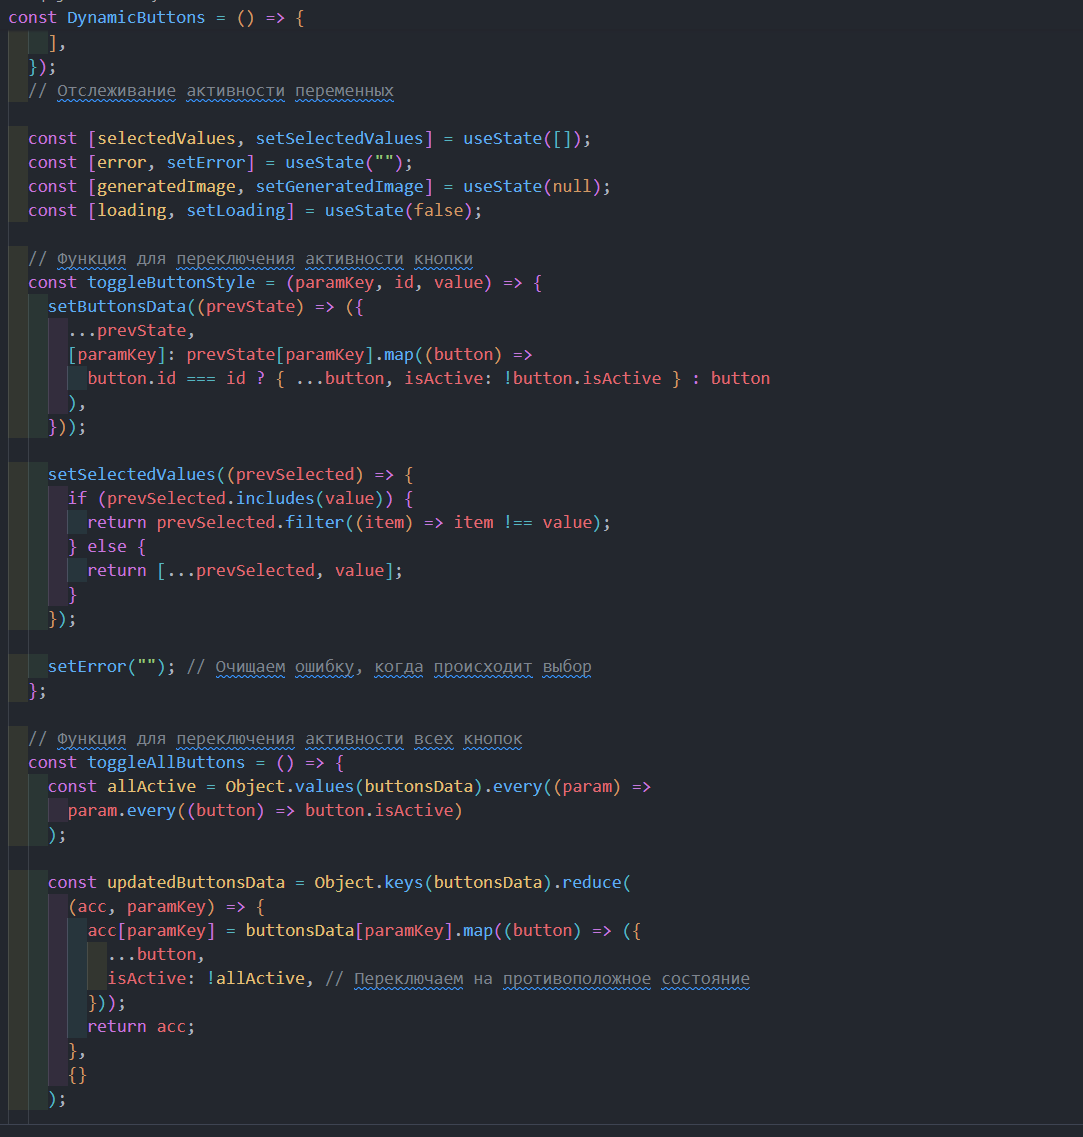 const DynamicButtons = () => {
    ],
  });
  // Отслеживание активности переменных

  const [selectedValues, setSelectedValues] = useState([]);
  const [error, setError] = useState("");
  const [generatedImage, setGeneratedImage] = useState(null);
  const [loading, setLoading] = useState(false);

  // Функция для переключения активности кнопки
  const toggleButtonStyle = (paramKey, id, value) => {
    setButtonsData((prevState) => ({
      ...prevState,
      [paramKey]: prevState[paramKey].map((button) =>
        button.id === id ? { ...button, isActive: !button.isActive } : button
      ),
    }));

    setSelectedValues((prevSelected) => {
      if (prevSelected.includes(value)) {
        return prevSelected.filter((item) => item !== value);
      } else {
        return [...prevSelected, value];
      }
    });

    setError(""); // Очищаем ошибку, когда происходит выбор
  };

  // Функция для переключения активности всех кнопок
  const toggleAllButtons = () => {
    const allActive = Object.values(buttonsData).every((param) =>
      param.every((button) => button.isActive)
    );

    const updatedButtonsData = Object.keys(buttonsData).reduce(
      (acc, paramKey) => {
        acc[paramKey] = buttonsData[paramKey].map((button) => ({
          ...button,
          isActive: !allActive, // Переключаем на противоположное состояние
        }));
        return acc;
      },
      {}
    );